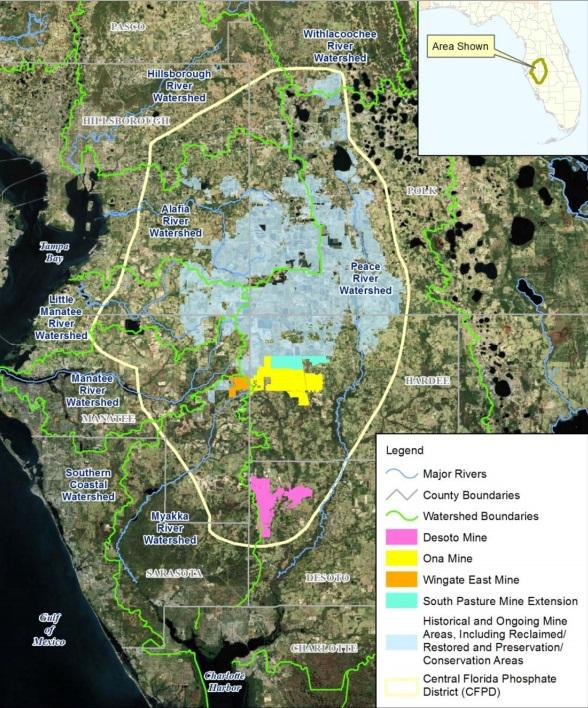 PASCO
Withlacoochee
River
Watershed
Area Shown
Hillsborough
River
Watershed
HILLSBOROUGH
POLK
Alafia
River
Watershed
Tampa
Bay
Peace
River
Watershed
Little
Manatee
River
Watershed
Manatee
River
Watershed
HARDEE
MANATEE
Southern
Coastal
Watershed
Myakka
River
Watershed
SARASOTA
DESOTO
Gulf
of
Mexico
CHARLOTTE
Charlotte
Harbor
Legend
Major Rivers
County Boundaries
Watershed Boundaries
Desoto Mine
Ona Mine
Wingate East Mine
South Pasture Mine Extension
Historical and Ongoing Mine
Areas, Including Reclaimed/
Restored and Preservation/
Conservation Areas
Central Florida Phosphate
District (CFPD)